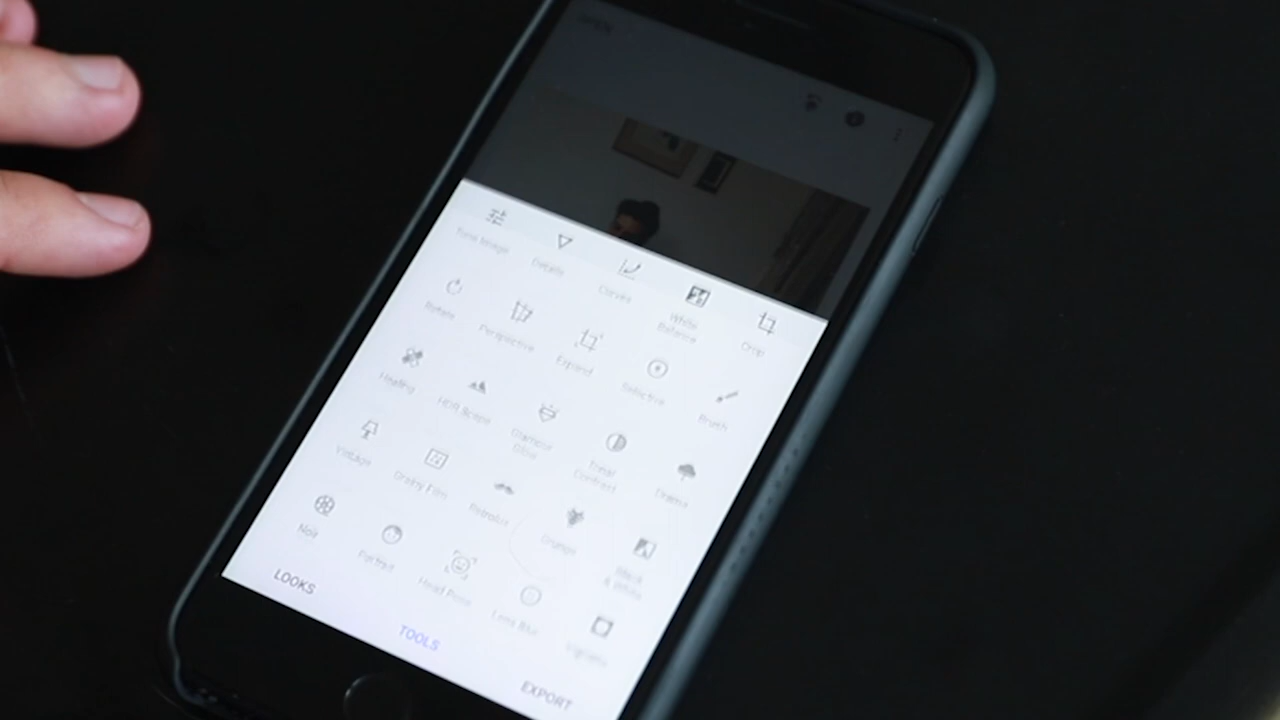 OPEN
Tune Image
Details
Curves
White
Balance
Crop
Rotate
Perspective
Expand
Selective
Brush
Healing
HDR Scape
Glamour
Glow
Tonal
Contrast
Drama
Vintage
Grainy Film
Retrolux
Grunge
Black
& White
Noir
Portrait
Head Pose
Lens Blur
Vignette
LOOKS
TOOLS
EXPORT